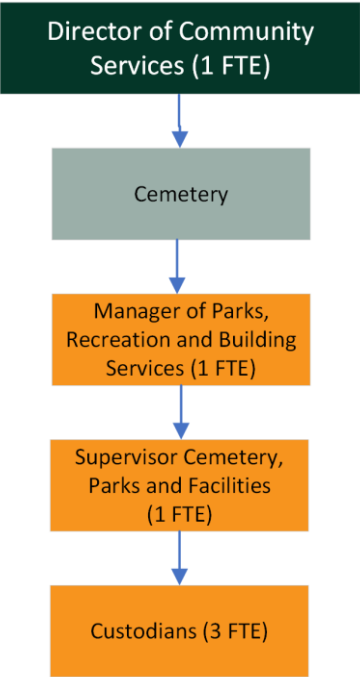 Director of Community
Services (1 FTE)
Cemetery
Manager of Parks,
Recreation and Building
Services (1 FTE)
Supervisor Cemetery,
Parks and Facilities
(1 FTE)
Custodians (3 FTE)